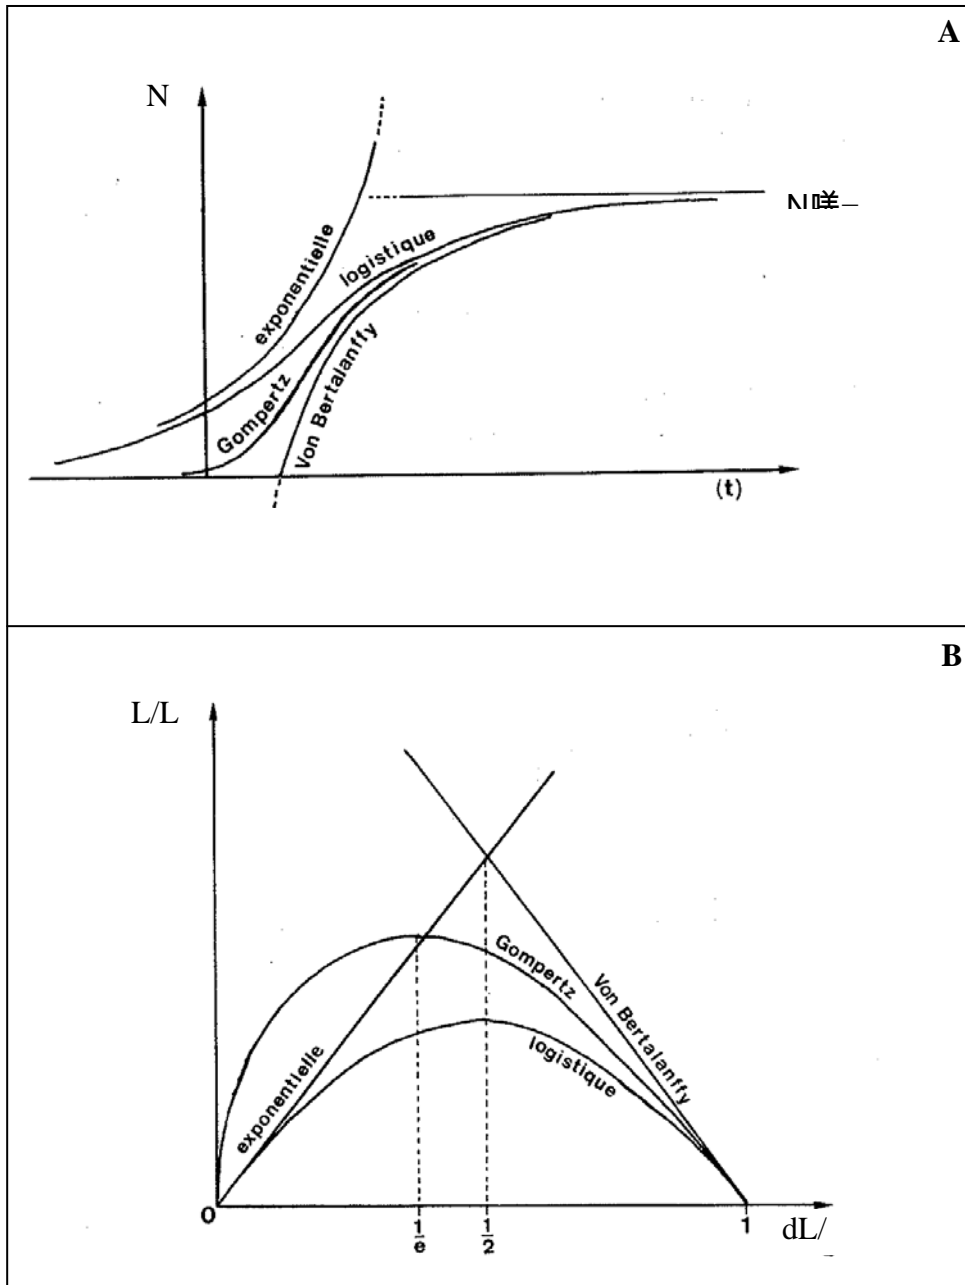 A
N
exponentielle
logistique
Gompertz
Von Bertalanffy
(t)
B
L/L
exponentielle
Gompertz
logistique
Von Bertalanffy
0
1/e
1/2
1
dL/